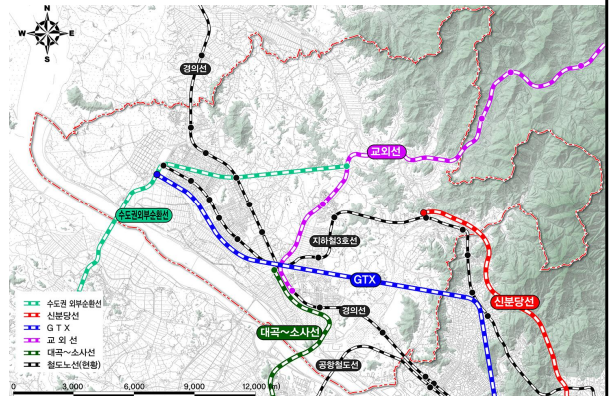 N
W
E
S
경의선
교외선
수도권외부순환선
지하철3호선
GTX
신분당선
경의선
대곡~소사선
공항철도선
수도권 외부순환선
신분당선
G T X
교 외 선
대곡~소사선
철도노선(현황)
0 3,000 6,000 9,000 12,000 (m)